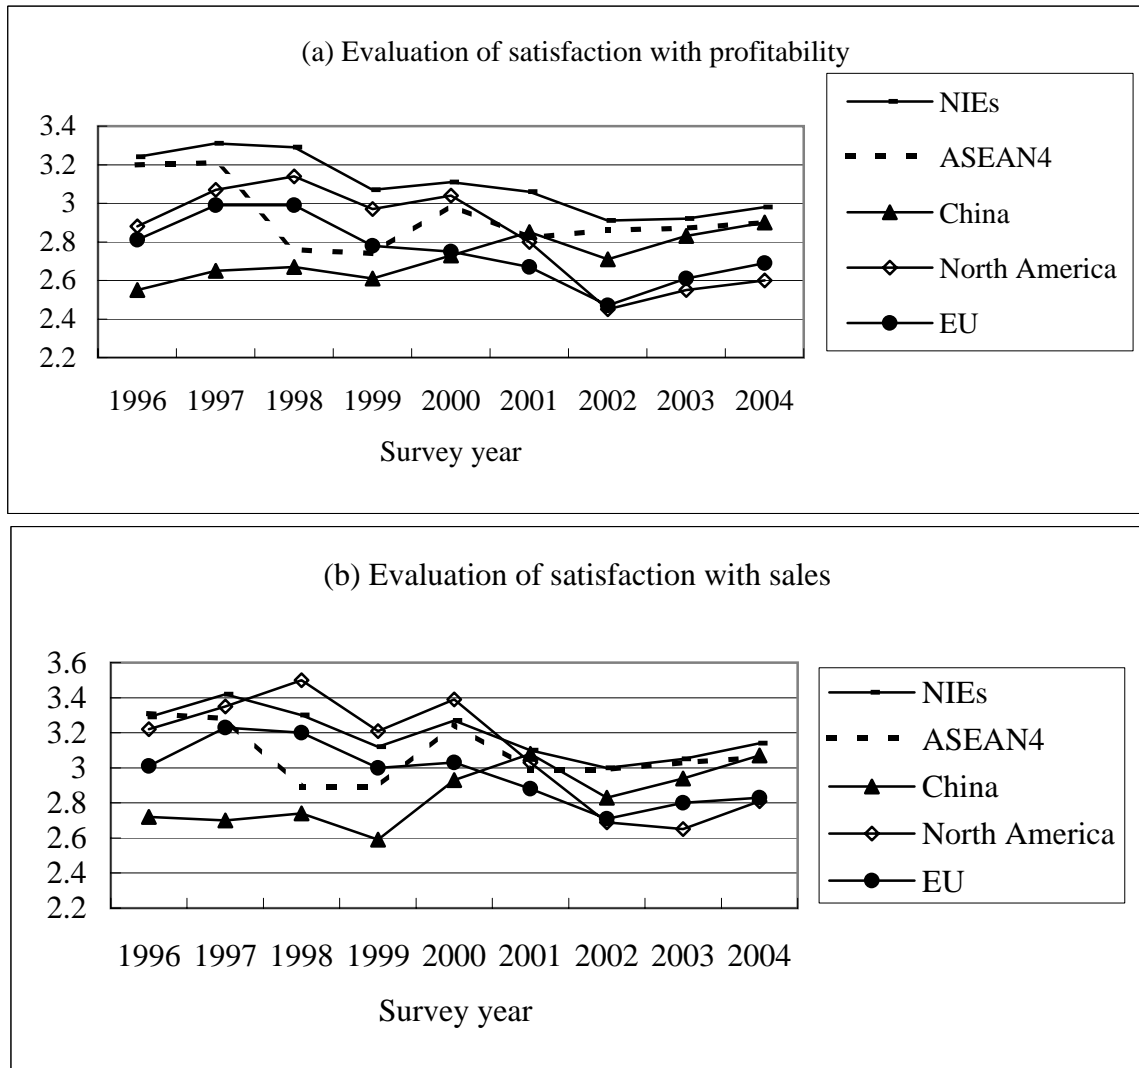 (a) Evaluation of satisfaction with profitability
3.4
3.2
3
2.8
2.6
2.4
2.2
1996 1997 1998 1999 2000 2001 2002 2003 2004
Survey year
NIEs
ASEAN4
China
North America
EU
(b) Evaluation of satisfaction with sales
3.6
3.4
3.2
3
2.8
2.6
2.4
2.2
1996 1997 1998 1999 2000 2001 2002 2003 2004
Survey year
NIEs
ASEAN4
China
North America
EU